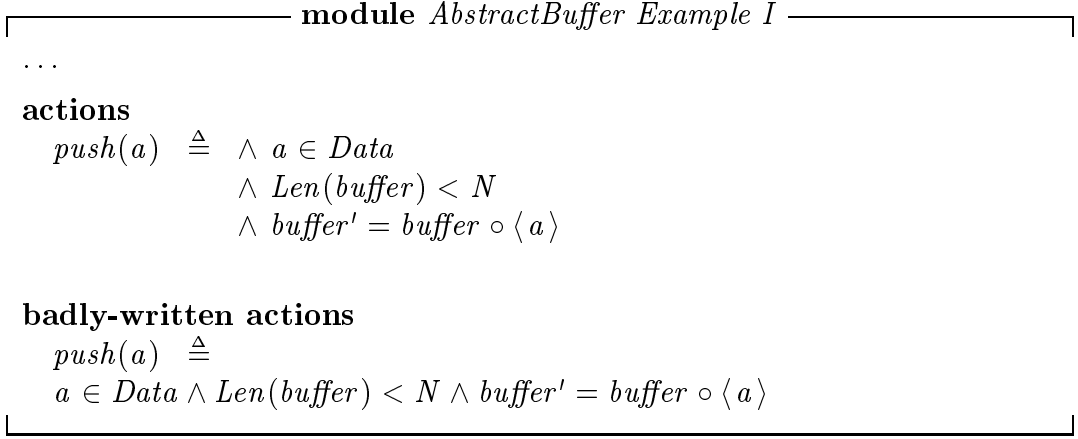 module AbstractBuffer Example I
...
actions
push(a) ≜ ∧ a ∈ Data
∧ Len(buffer) < N
∧ buffer′ = buffer ∘ ⟨ a ⟩
badly-written actions
push(a) ≜
a ∈ Data ∧ Len(buffer) < N ∧ buffer′ = buffer ∘ ⟨ a ⟩